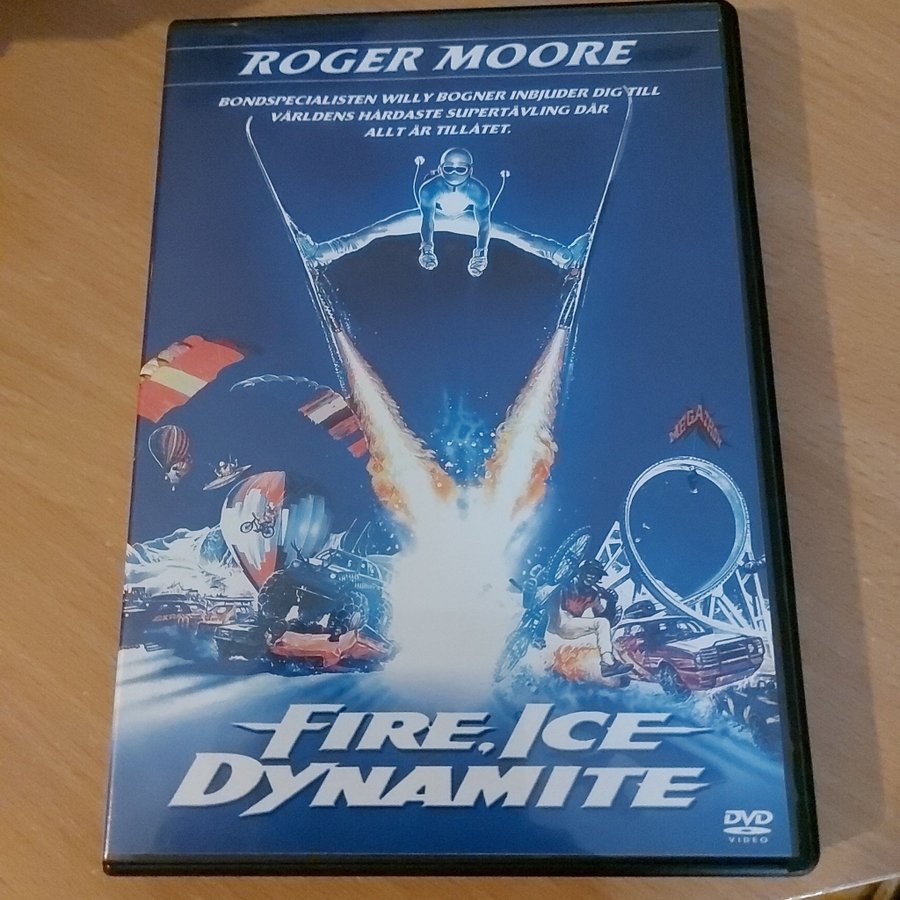 ROGER MOORE
BONDSPECIALISTEN WILLY BOGNER INBJUDER DIG TILL
VÄRLDENS HÅRDASTE SUPERTÄVLING DÄR
ALLT ÄR TILLÅTET.
MEGATHON
FIRE, ICE
DYNAMITE
DVD
VIDEO